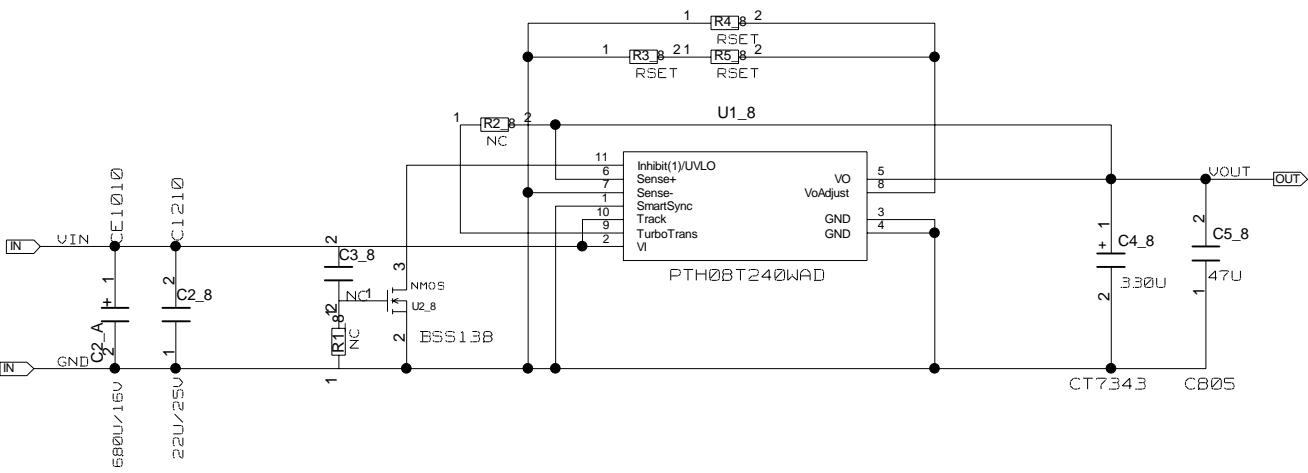 1 R4_8 2
RSET
1 R3_8 2 1 R5_8 2
RSET RSET
1 R2_8 2
NC
U1_8
11 Inhibit(1)/UVLO
6 Sense+
7 Sense-
1 SmartSync
10 Track
9 TurboTrans
2 VI
VO 5
VoAdjust 8
GND 3
GND 4
PTH08T240WAD
IN VIN
CE1010
C1210
1 + C2_A 2
680U/16V
2 C2_8 1
22U/25V
2 C3_8 1
NC
2 R1_8 1
NC
3 NMOS
1 U2_8
2 BSS138
IN GND
VOUT OUT
1 + C4_8
330U
2
CT7343
2 C5_8
47U
1
C805